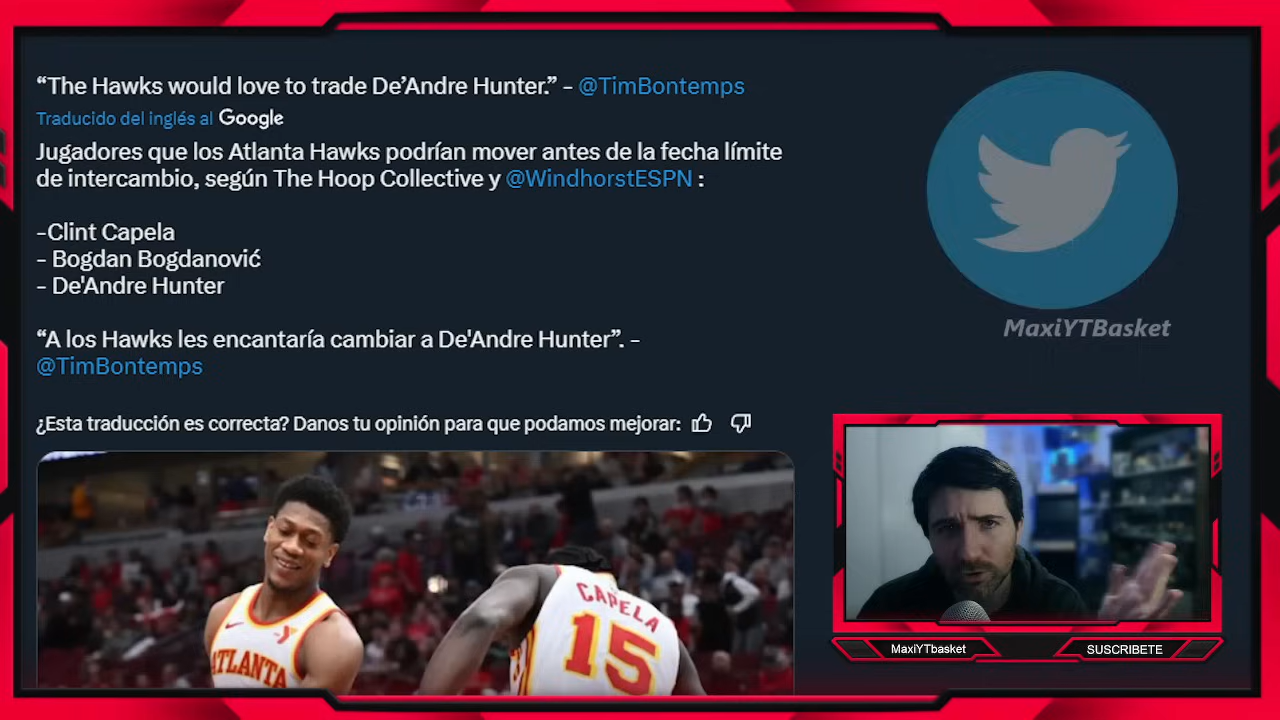 “The Hawks would love to trade De’Andre Hunter.” – @TimBontemps
Traducido del inglés al Google
Jugadores que los Atlanta Hawks podrían mover antes de la fecha límite
de intercambio, según The Hoop Collective y @WindhorstESPN :
-Clint Capela
- Bogdan Bogdanović
- De'Andre Hunter
“A los Hawks les encantaría cambiar a De'Andre Hunter”. -
@TimBontemps
¿Esta traducción es correcta? Danos tu opinión para que podamos mejorar:
MaxiYTBasket
ATLANTA
CAPELA
15
MaxiYTbasket
SUSCRIBETE